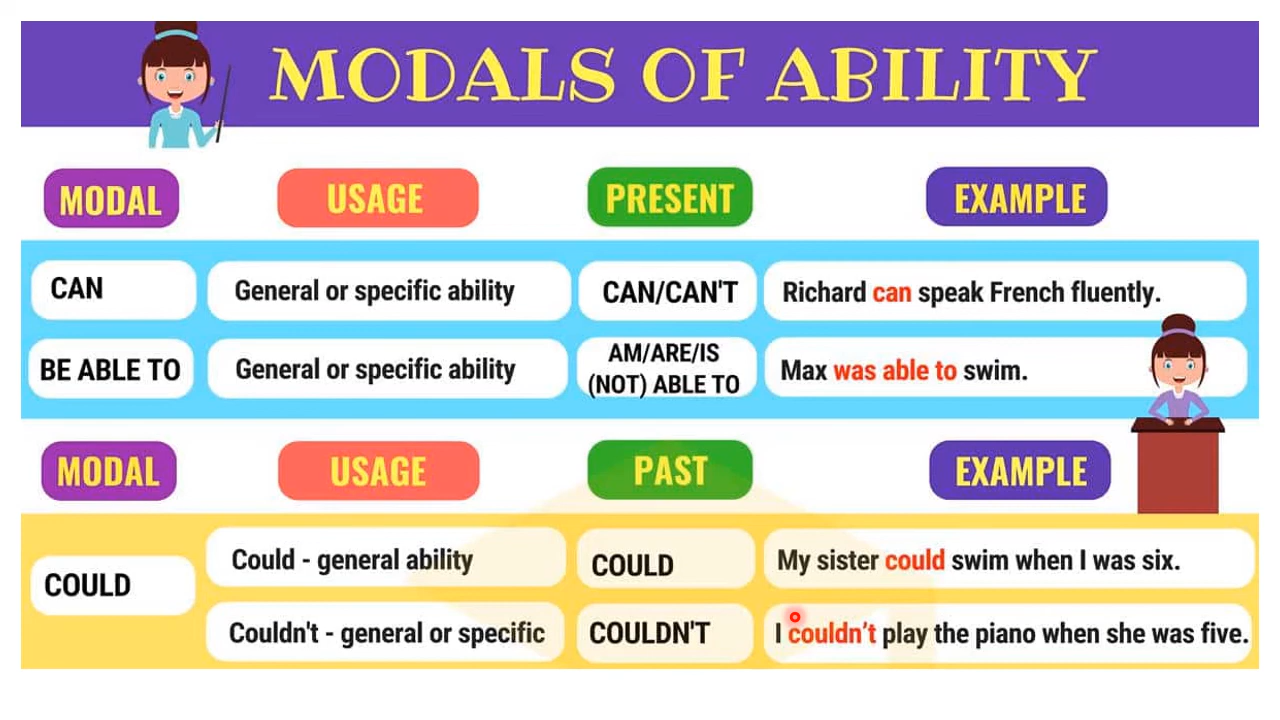 MODALS OF ABILITY
MODAL USAGE PRESENT EXAMPLE
CAN General or specific ability CAN/CAN'T Richard can speak French fluently.
BE ABLE TO General or specific ability AM/ARE/IS (NOT) ABLE TO Max was able to swim.
MODAL USAGE PAST EXAMPLE
COULD
Could - general ability COULD My sister could swim when I was six.
Couldn't - general or specific COULDN'T I couldn’t play the piano when she was five.